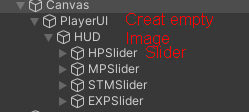 Canvas
PlayerUI Creat empty
HUD Image
HPSlider Slider
MPSlider
STMSlider
EXPSlider